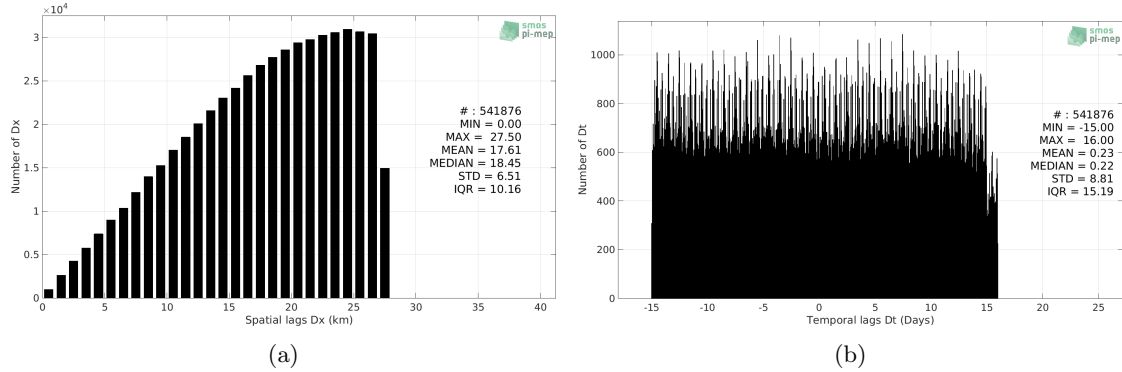 ×10⁴
3
2.5
2
1.5
1
0.5
0
Number of Dx
0 5 10 15 20 25 30 35 40
Spatial lags Dx (km)
smos
pi-mep
# : 541876
MIN = 0.00
MAX = 27.50
MEAN = 17.61
MEDIAN = 18.45
STD = 6.51
IQR = 10.16
(a)
1000
800
600
400
200
0
Number of Dt
-15 -10 -5 0 5 10 15 20 25
Temporal lags Dt (Days)
smos
pi-mep
# : 541876
MIN = -15.00
MAX = 16.00
MEAN = 0.23
MEDIAN = 0.22
STD = 8.81
IQR = 15.19
(b)